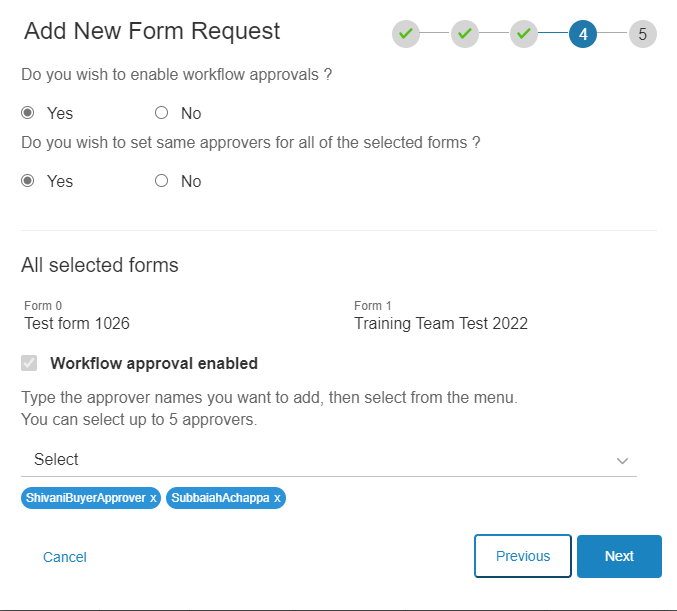 Add New Form Request
4
5
Do you wish to enable workflow approvals ?
Yes
No
Do you wish to set same approvers for all of the selected forms ?
Yes
No
All selected forms
Form 0
Test form 1026
Form 1
Training Team Test 2022
Workflow approval enabled
Type the approver names you want to add, then select from the menu.
You can select up to 5 approvers.
Select
ShivaniBuyerApprover x
SubbaiahAchappa x
Cancel
Previous
Next